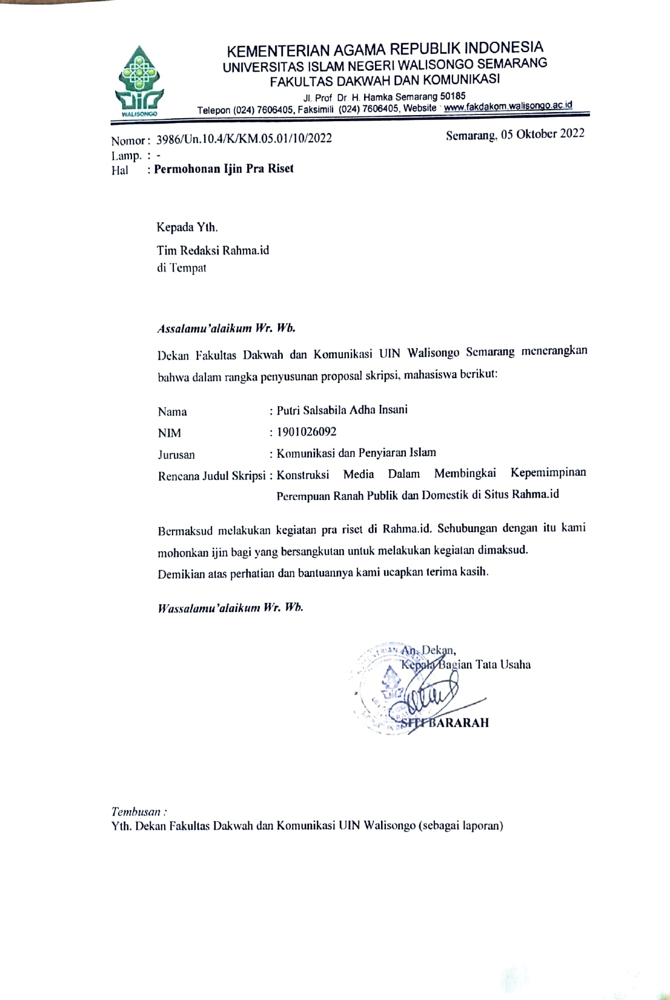 KEMENTERIAN AGAMA REPUBLIK INDONESIA
UNIVERSITAS ISLAM NEGERI WALISONGO SEMARANG
FAKULTAS DAKWAH DAN KOMUNIKASI
Jl. Prof Dr H. Hamka Semarang 50185
Telepon (024) 7606405, Faksimili (024) 7606405, Website : www.fakdakom.walisongo.ac.id
UIN
WALISONGO
Nomor : 3986/Un.10.4/K/KM.05.01/10/2022 Semarang, 05 Oktober 2022
Lamp. : -
Hal : Permohonan Ijin Pra Riset
Kepada Yth.
Tim Redaksi Rahma.id
di Tempat
Assalamu'alaikum Wr. Wb.
Dekan Fakultas Dakwah dan Komunikasi UIN Walisongo Semarang menerangkan
bahwa dalam rangka penyusunan proposal skripsi, mahasiswa berikut:
Nama : Putri Salsabila Adha Insani
NIM : 1901026092
Jurusan : Komunikasi dan Penyiaran Islam
Rencana Judul Skripsi : Konstruksi Media Dalam Membingkai Kepemimpinan
Perempuan Ranah Publik dan Domestik di Situs Rahma.id
Bermaksud melakukan kegiatan pra riset di Rahma.id. Sehubungan dengan itu kami
mohonkan ijin bagi yang bersangkutan untuk melakukan kegiatan dimaksud.
Demikian atas perhatian dan bantuannya kami ucapkan terima kasih.
Wassalamu'alaikum Wr. Wb.
An. Dekan,
Kepala Bagian Tata Usaha
SITI BARARAH
Tembusan :
Yth. Dekan Fakultas Dakwah dan Komunikasi UIN Walisongo (sebagai laporan)